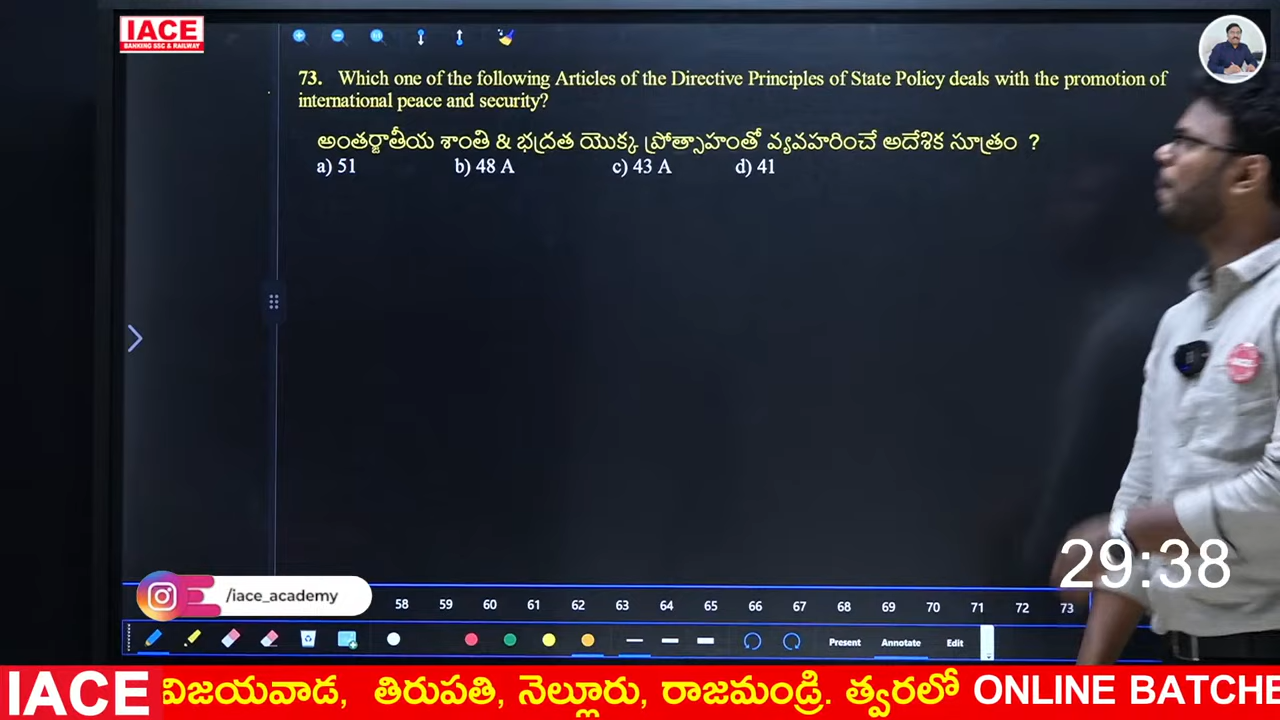 IACE
BANKING SSC & RAILWAY
73. Which one of the following Articles of the Directive Principles of State Policy deals with the promotion of
international peace and security?
అంతర్జాతీయ శాంతి & భద్రత యొక్క ప్రోత్సాహంతో వ్యవహరించే అదేశిక సూత్రం ?
a) 51 b) 48 A c) 43 A d) 41
IACE
29:38
/iace_academy
58 59 60 61 62 63 64 65 66 67 68 69 70 71 72 73
Present Annotate Edit
IACE విజయవాడ, తిరుపతి, నెల్లూరు, రాజమండ్రి. త్వరలో ONLINE BATCHE